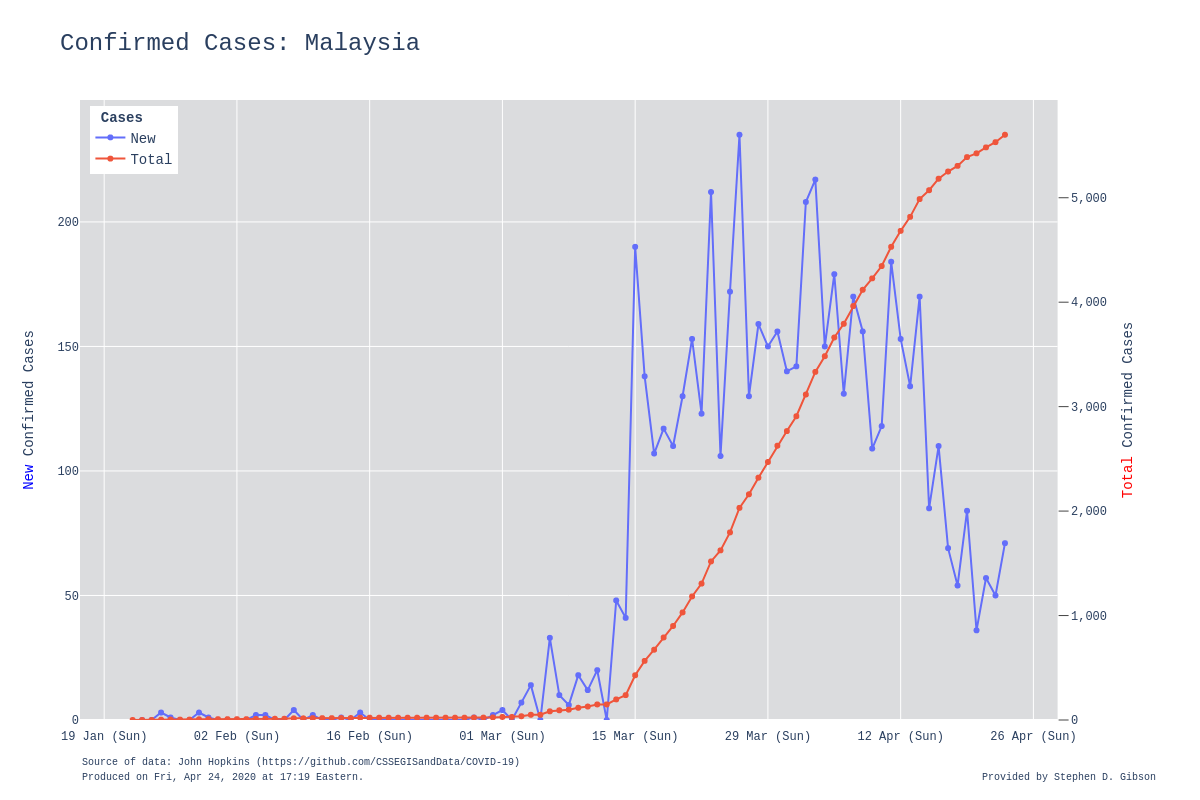 Confirmed Cases: Malaysia
Cases
New
Total
200
150
100
50
0
5,000
4,000
3,000
2,000
1,000
0
New Confirmed Cases
Total Confirmed Cases
19 Jan (Sun) 02 Feb (Sun) 16 Feb (Sun) 01 Mar (Sun) 15 Mar (Sun) 29 Mar (Sun) 12 Apr (Sun) 26 Apr (Sun)
Source of data: John Hopkins (https://github.com/CSSEGISandData/COVID-19)
Produced on Fri, Apr 24, 2020 at 17:19 Eastern.
Provided by Stephen D. Gibson